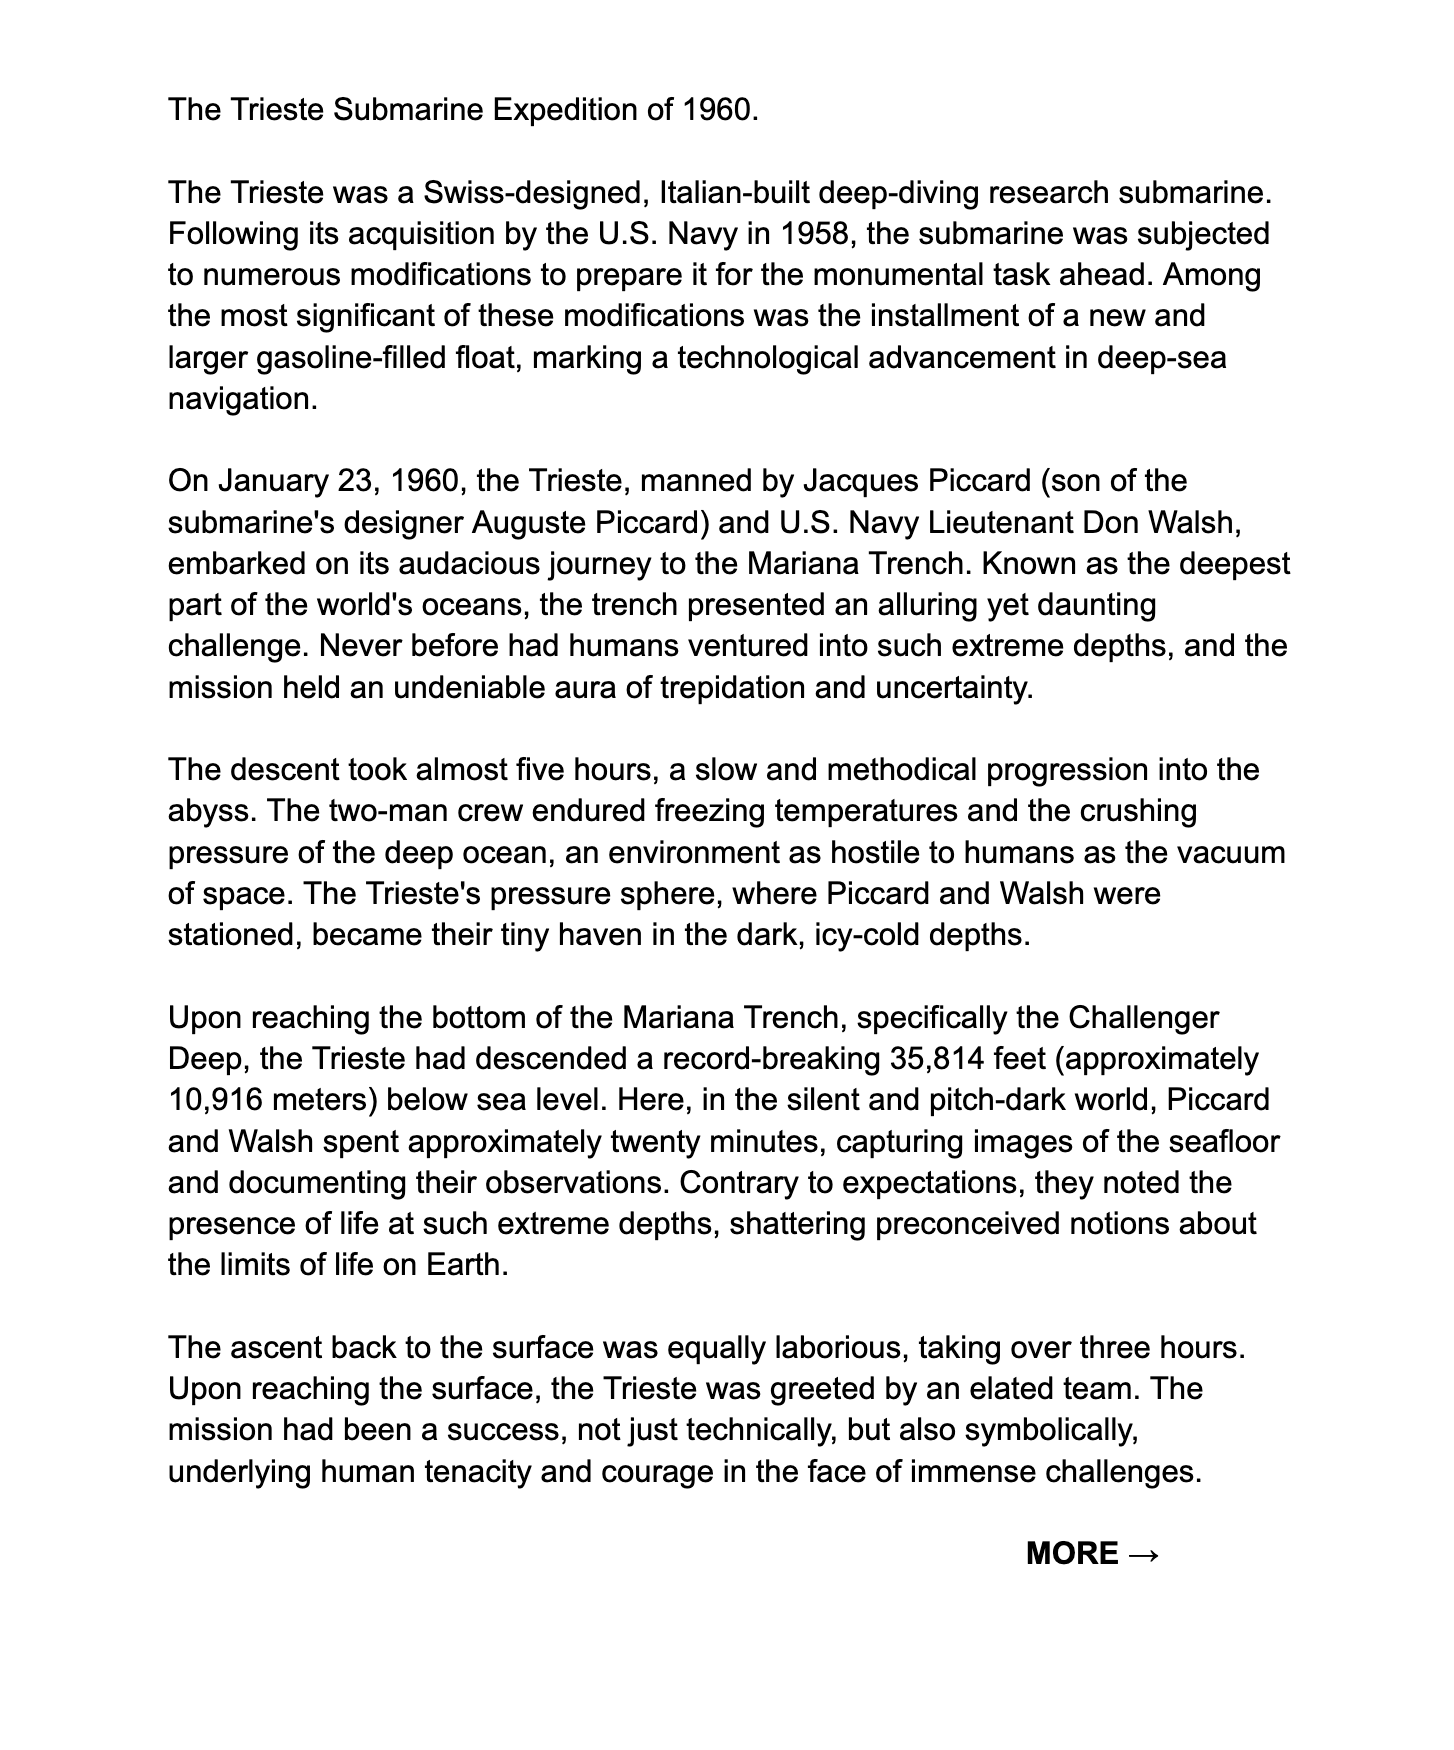 The Trieste Submarine Expedition of 1960.
The Trieste was a Swiss-designed, Italian-built deep-diving research submarine.
Following its acquisition by the U.S. Navy in 1958, the submarine was subjected
to numerous modifications to prepare it for the monumental task ahead. Among
the most significant of these modifications was the installment of a new and
larger gasoline-filled float, marking a technological advancement in deep-sea
navigation.
On January 23, 1960, the Trieste, manned by Jacques Piccard (son of the
submarine's designer Auguste Piccard) and U.S. Navy Lieutenant Don Walsh,
embarked on its audacious journey to the Mariana Trench. Known as the deepest
part of the world's oceans, the trench presented an alluring yet daunting
challenge. Never before had humans ventured into such extreme depths, and the
mission held an undeniable aura of trepidation and uncertainty.
The descent took almost five hours, a slow and methodical progression into the
abyss. The two-man crew endured freezing temperatures and the crushing
pressure of the deep ocean, an environment as hostile to humans as the vacuum
of space. The Trieste's pressure sphere, where Piccard and Walsh were
stationed, became their tiny haven in the dark, icy-cold depths.
Upon reaching the bottom of the Mariana Trench, specifically the Challenger
Deep, the Trieste had descended a record-breaking 35,814 feet (approximately
10,916 meters) below sea level. Here, in the silent and pitch-dark world, Piccard
and Walsh spent approximately twenty minutes, capturing images of the seafloor
and documenting their observations. Contrary to expectations, they noted the
presence of life at such extreme depths, shattering preconceived notions about
the limits of life on Earth.
The ascent back to the surface was equally laborious, taking over three hours.
Upon reaching the surface, the Trieste was greeted by an elated team. The
mission had been a success, not just technically, but also symbolically,
underlying human tenacity and courage in the face of immense challenges.
MORE →